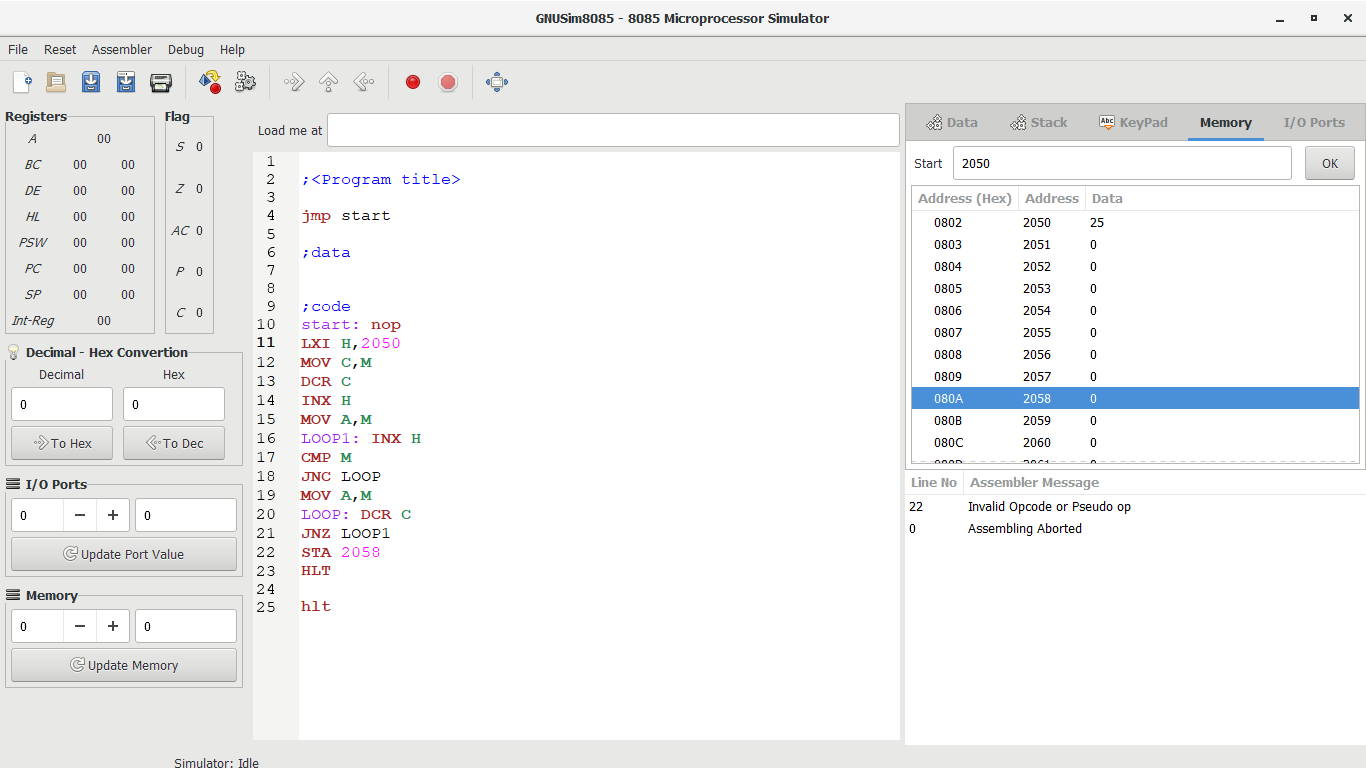 GNUSim8085 - 8085 Microprocessor Simulator
File Reset Assembler Debug Help
Registers
A 00
BC 00 00
DE 00 00
HL 00 00
PSW 00 00
PC 00 00
SP 00 00
Int-Reg 00
Flag
S 0
Z 0
AC 0
P 0
C 0
Decimal - Hex Convertion
Decimal Hex
0 0
To Hex To Dec
I/O Ports
0 0
Update Port Value
Memory
0 0
Update Memory
Load me at
1
2 ;<Program title>
3
4 jmp start
5
6 ;data
7
8
9 ;code
10 start: nop
11 LXI H,2050
12 MOV C,M
13 DCR C
14 INX H
15 MOV A,M
16 LOOP1: INX H
17 CMP M
18 JNC LOOP
19 MOV A,M
20 LOOP: DCR C
21 JNZ LOOP1
22 STA 2058
23 HLT
24
25 hlt
Data Stack Abc KeyPad Memory I/O Ports
Start 2050 OK
Address (Hex) Address Data
0802 2050 25
0803 2051 0
0804 2052 0
0805 2053 0
0806 2054 0
0807 2055 0
0808 2056 0
0809 2057 0
080A 2058 0
080B 2059 0
080C 2060 0
080D 2061 0
Line No Assembler Message
22 Invalid Opcode or Pseudo op
0 Assembling Aborted
Simulator: Idle